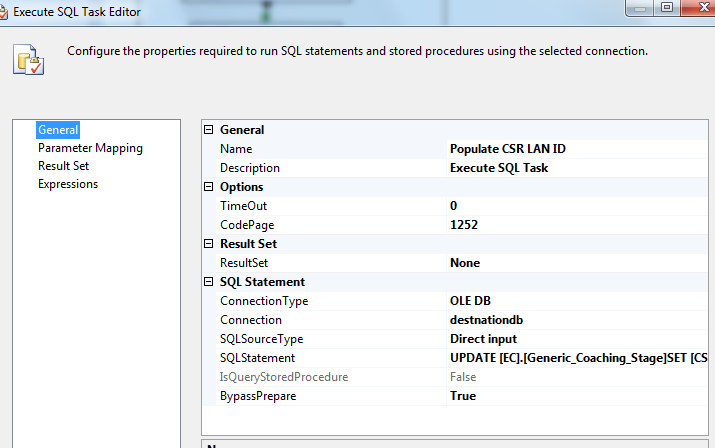 Execute SQL Task Editor
Configure the properties required to run SQL statements and stored procedures using the selected connection.
General
Parameter Mapping
Result Set
Expressions
General
Name Populate CSR LAN ID
Description Execute SQL Task
Options
TimeOut 0
CodePage 1252
Result Set
ResultSet None
SQL Statement
ConnectionType OLE DB
Connection destnationdb
SQLSourceType Direct input
SQLStatement UPDATE [EC].[Generic_Coaching_Stage]SET [CS
IsQueryStoredProcedure False
BypassPrepare True